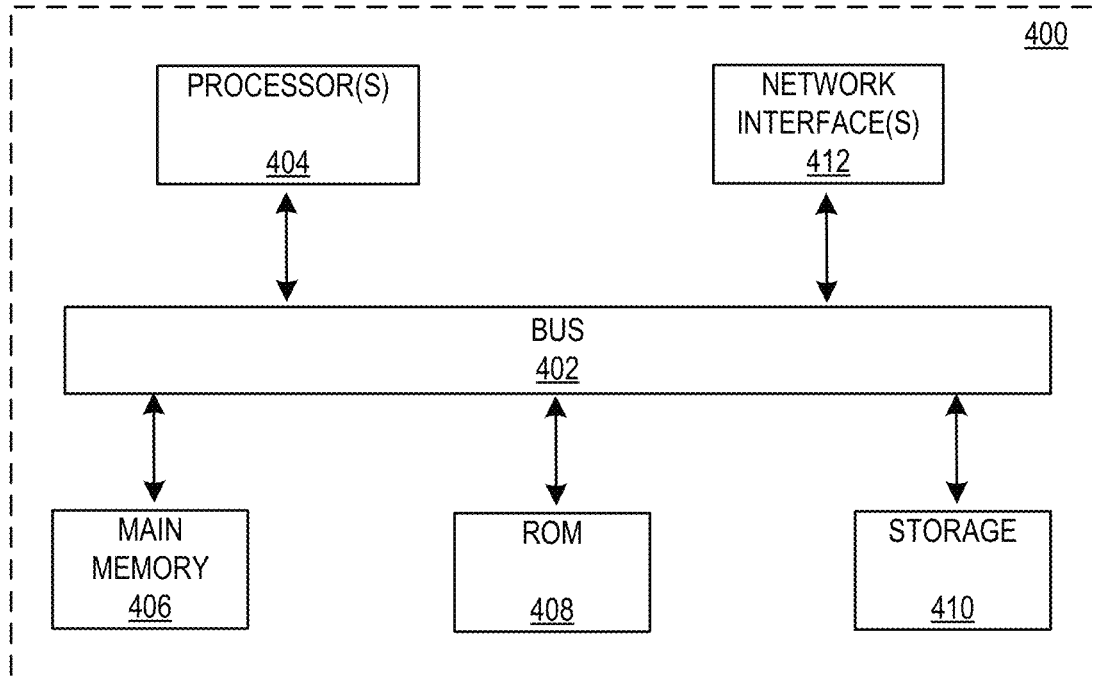 400
PROCESSOR(S)
404
NETWORK
INTERFACE(S)
412
BUS
402
MAIN
MEMORY
406
ROM
408
STORAGE
410